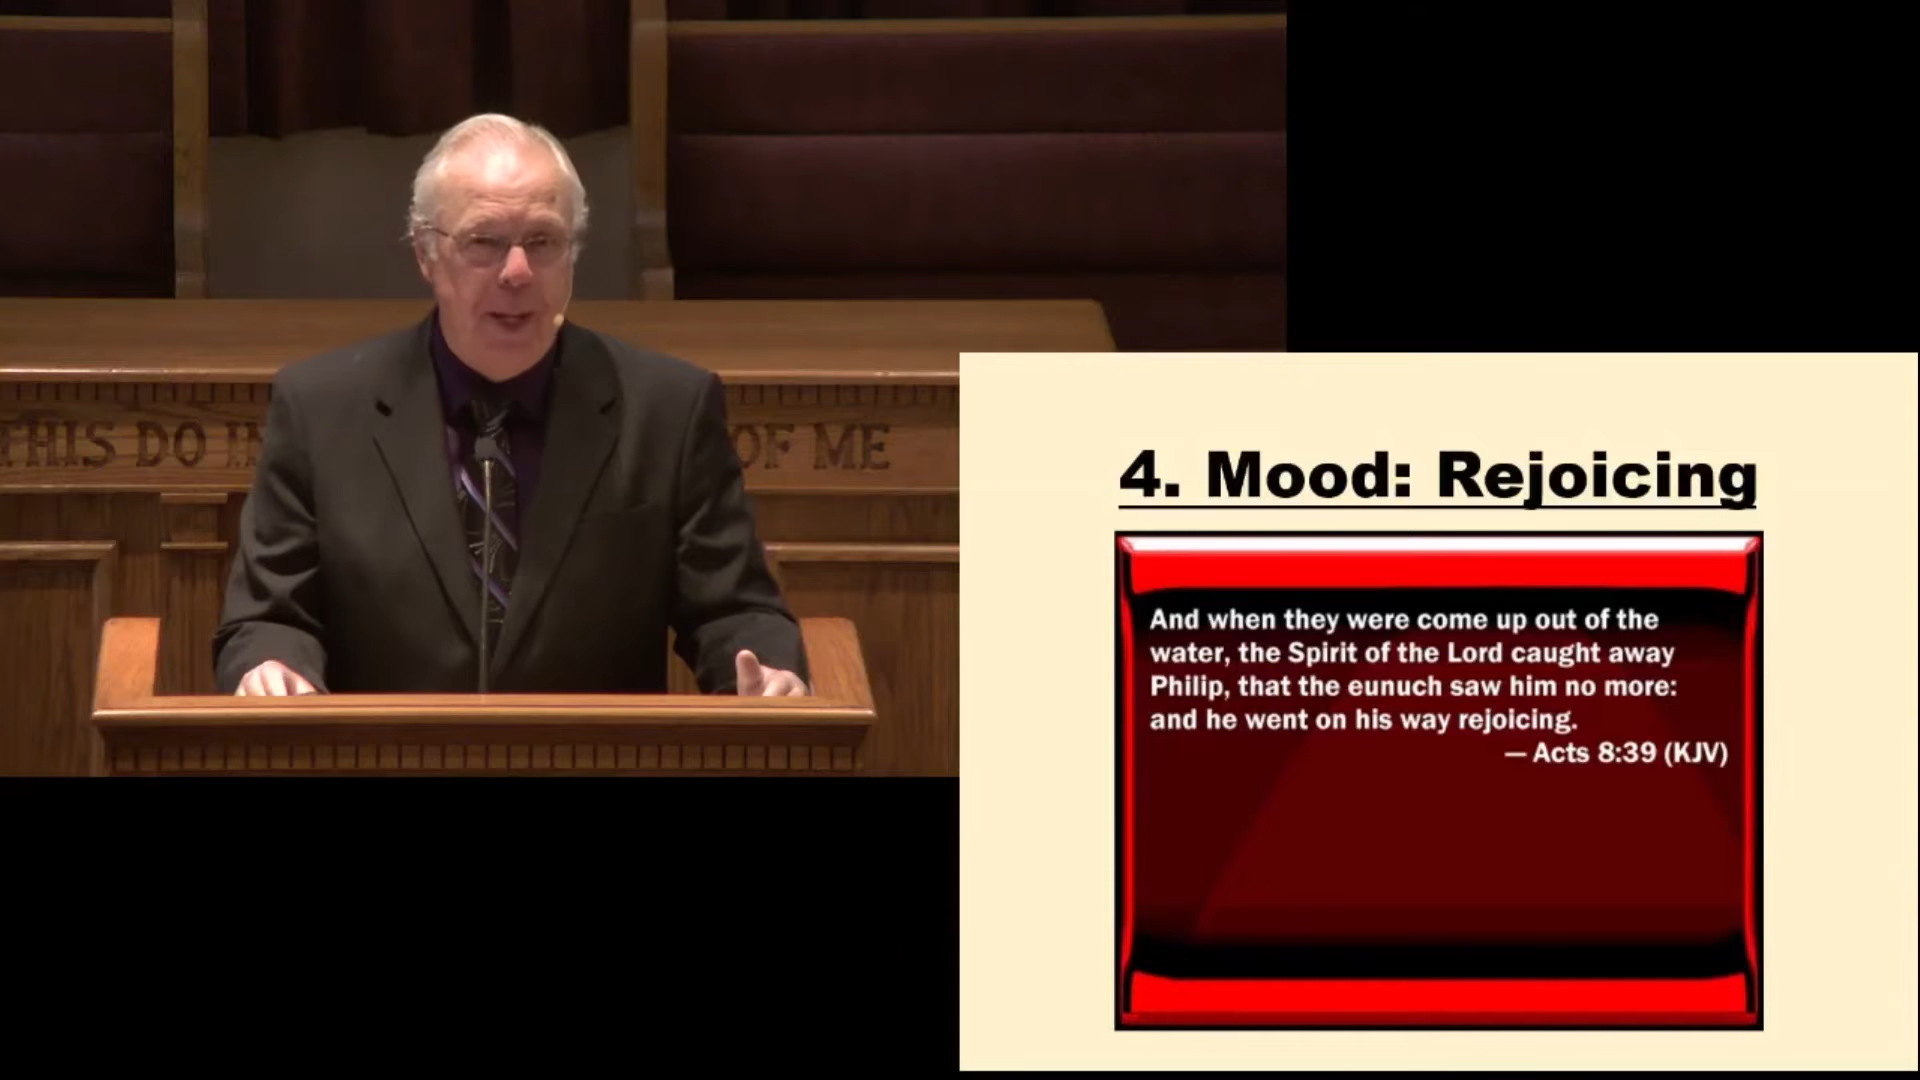 THIS DO IN OF ME
4. Mood: Rejoicing
And when they were come up out of the
water, the Spirit of the Lord caught away
Philip, that the eunuch saw him no more:
and he went on his way rejoicing.
— Acts 8:39 (KJV)